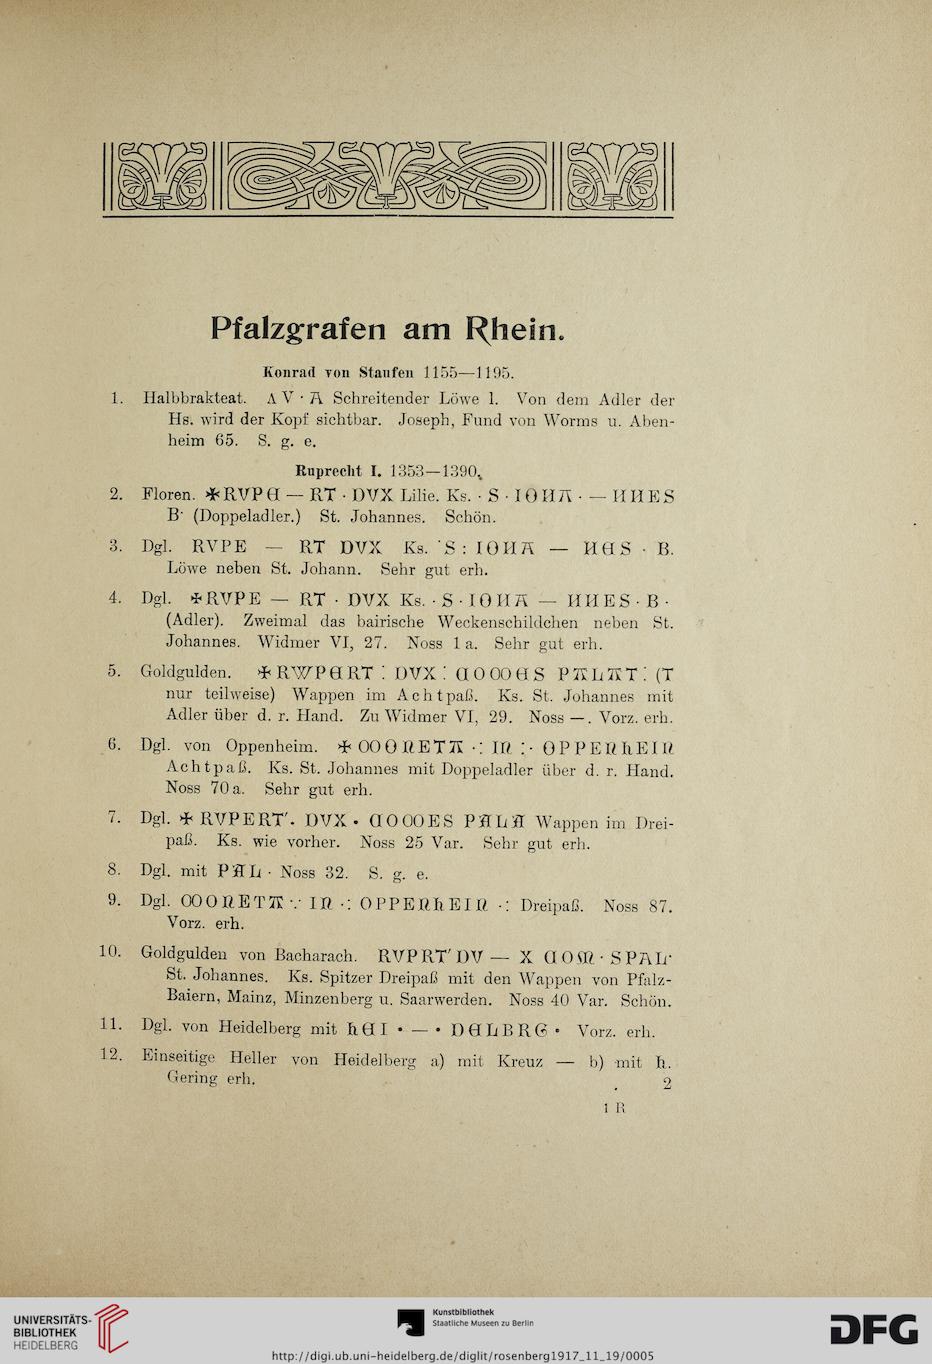 Pfalzgrafen am Rhein.
Konrad von Staufen 1155—1195.
1. Halbbrakteat. Λ V · A Schreitender Löwe l. Von dem Adler der
Hs. wird der Kopf sichtbar. Joseph, Fund von Worms u. Aben-
heim 65. S. g. e.
Ruprecht I. 1353—1390.
2. Floren. ✠RVPE — RT · DVX Lilie. Ks. · S · IOHA · — NNES
B· (Doppeladler.) St. Johannes. Schön.
3. Dgl. RVPE — RT DVX Ks. ·S : IOHA — NES · B.
Löwe neben St. Johann. Sehr gut erh.
4. Dgl. ✠RVPE — RT · DVX Ks. · S · IOHA — NNES · B ·
(Adler). Zweimal das bairische Weckenschildchen neben St.
Johannes. Widmer VI, 27. Noss 1 a. Sehr gut erh.
5. Goldgulden. ✠RWPERT : DVX : COMES PALAT : (T
nur teilweise) Wappen im Achtpaß. Ks. St. Johannes mit
Adler über d. r. Hand. Zu Widmer VI, 29. Noss —. Vorz. erh.
6. Dgl. von Oppenheim. ✠ MONETA ·: IN :· OPPENhEIN
Achtpaß. Ks. St. Johannes mit Doppeladler über d. r. Hand.
Noss 70 a. Sehr gut erh.
7. Dgl. ✠ RVPERT'. DVX • COMES PALA Wappen im Drei-
paß. Ks. wie vorher. Noss 25 Var. Sehr gut erh.
8. Dgl. mit PAL · Noss 32. S. g. e.
9. Dgl. MONETA ∵ IN ·: OPPENhEIN ·: Dreipaß. Noss 87.
Vorz. erh.
10. Goldgulden von Bacharach. RVPRT' DV — X COM · SPAL·
St. Johannes. Ks. Spitzer Dreipaß mit den Wappen von Pfalz-
Baiern, Mainz, Minzenberg u. Saarwerden. Noss 40 Var. Schön.
11. Dgl. von Heidelberg mit hEI • — • DELBRG • Vorz. erh.
12. Einseitige Heller von Heidelberg a) mit Kreuz — b) mit h.
Gering erh. 2
1 R
UNIVERSITÄTS-
BIBLIOTHEK
HEIDELBERG
Kunstbibliothek
Staatliche Museen zu Berlin
DFG
http://digi.ub.uni-heidelberg.de/diglit/rosenberg1917_11_19/0005